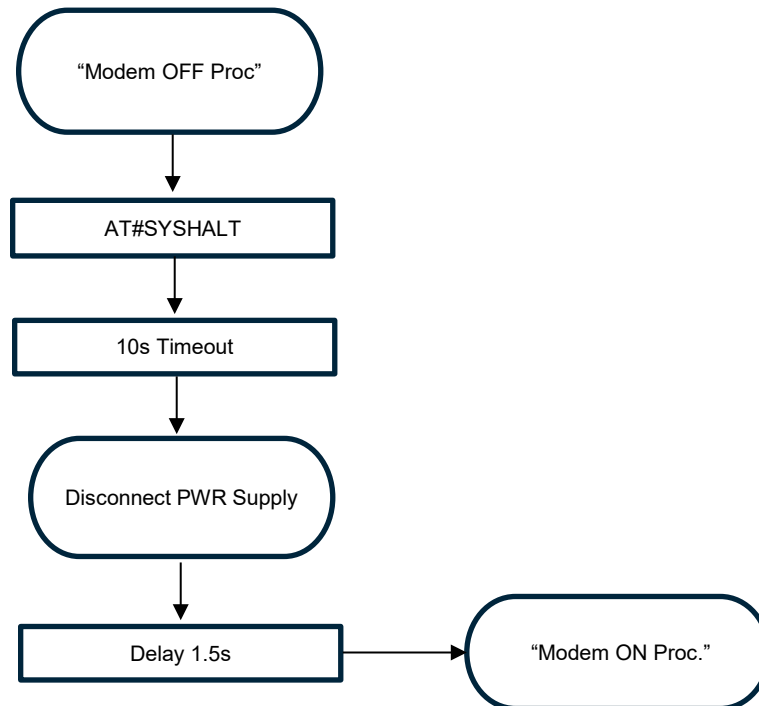 “Modem OFF Proc”
AT#SYSHALT
10s Timeout
Disconnect PWR Supply
Delay 1.5s
“Modem ON Proc.”